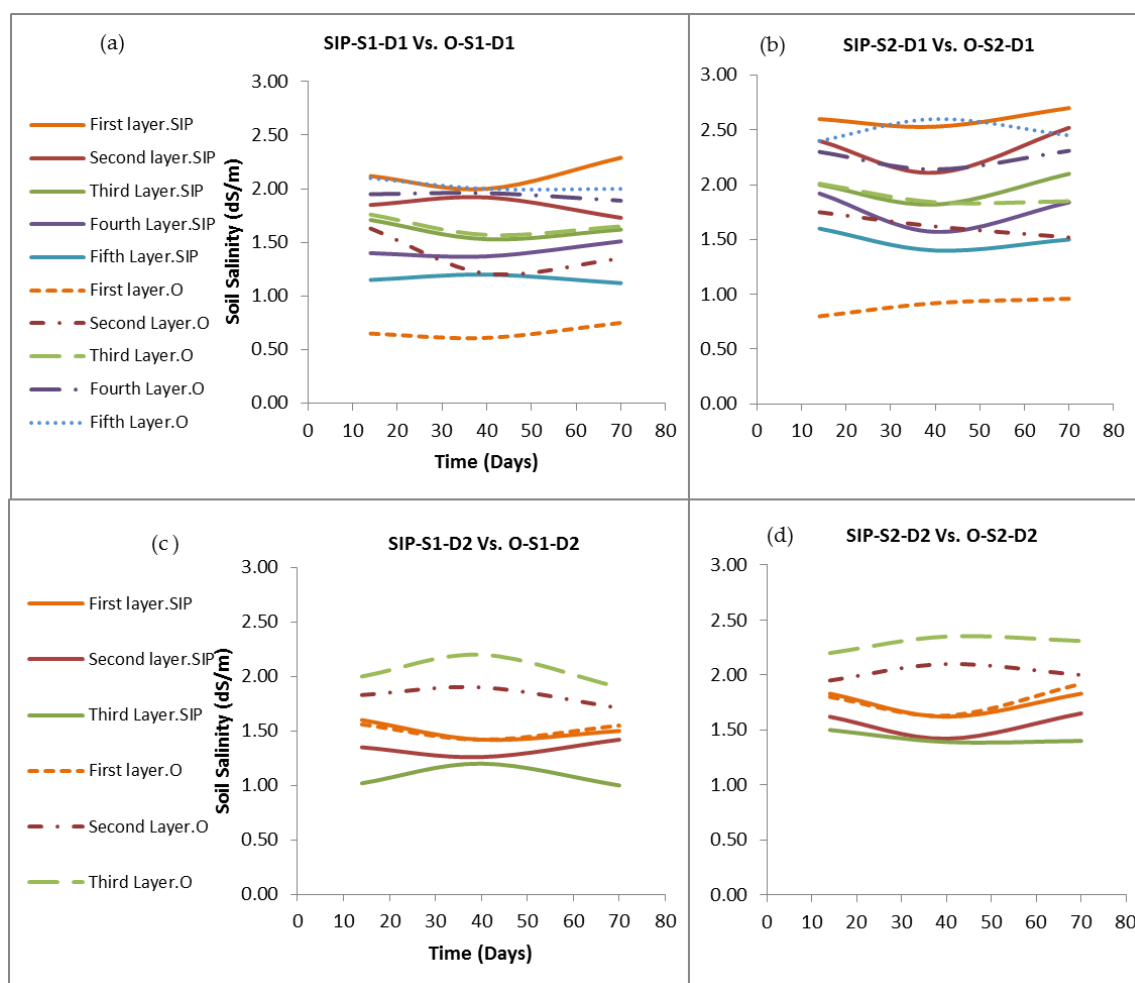 (a)
SIP-S1-D1 Vs. O-S1-D1
3.00
2.50
2.00
1.50
1.00
0.50
0.00
Soil Salinity (dS/m)
0 10 20 30 40 50 60 70 80
Time (Days)
First layer.SIP
Second layer.SIP
Third Layer.SIP
Fourth Layer.SIP
Fifth Layer.SIP
First layer.O
Second Layer.O
Third Layer.O
Fourth Layer.O
Fifth Layer.O
(b)
SIP-S2-D1 Vs. O-S2-D1
3.00
2.50
2.00
1.50
1.00
0.50
0.00
0 10 20 30 40 50 60 70 80
(c )
SIP-S1-D2 Vs. O-S1-D2
3.00
2.50
2.00
1.50
1.00
0.50
0.00
Soil Salinity (dS/m)
0 10 20 30 40 50 60 70 80
Time (Days)
First layer.SIP
Second layer.SIP
Third Layer.SIP
First layer.O
Second Layer.O
Third Layer.O
(d)
SIP-S2-D2 Vs. O-S2-D2
3.00
2.50
2.00
1.50
1.00
0.50
0.00
0 10 20 30 40 50 60 70 80